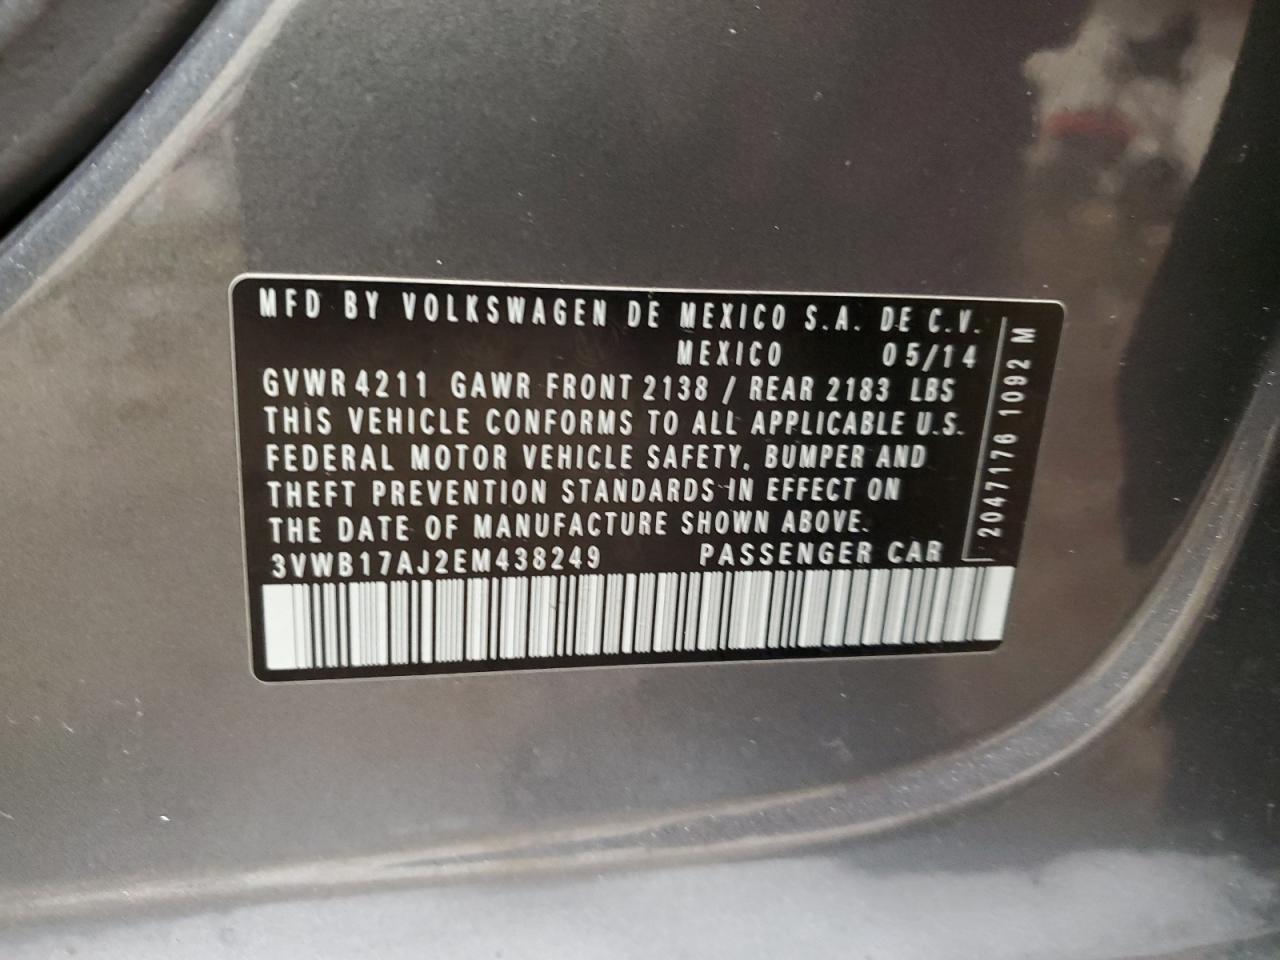 MFD BY VOLKSWAGEN DE MEXICO S.A. DE C.V.
MEXICO 05/14
GVWR 4211 GAWR FRONT 2138 / REAR 2183 LBS
THIS VEHICLE CONFORMS TO ALL APPLICABLE U.S.
FEDERAL MOTOR VEHICLE SAFETY, BUMPER AND
THEFT PREVENTION STANDARDS IN EFFECT ON
THE DATE OF MANUFACTURE SHOWN ABOVE.
3VWB17AJ2EM438249 PASSENGER CAR
2047176 1092 M